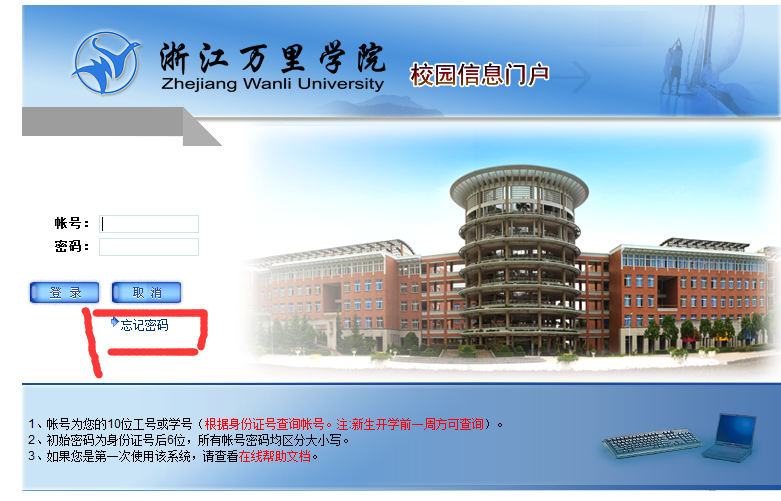 浙江万里学院
Zhejiang Wanli University
校园信息门户
帐号：
密码：
登 录 取 消
忘记密码
1、帐号为您的10位工号或学号（根据身份证号查询帐号。注:新生开学前一周方可查询）。
2、初始密码为身份证号后6位，所有帐号密码均区分大小写。
3、如果您是第一次使用该系统，请查看在线帮助文档。